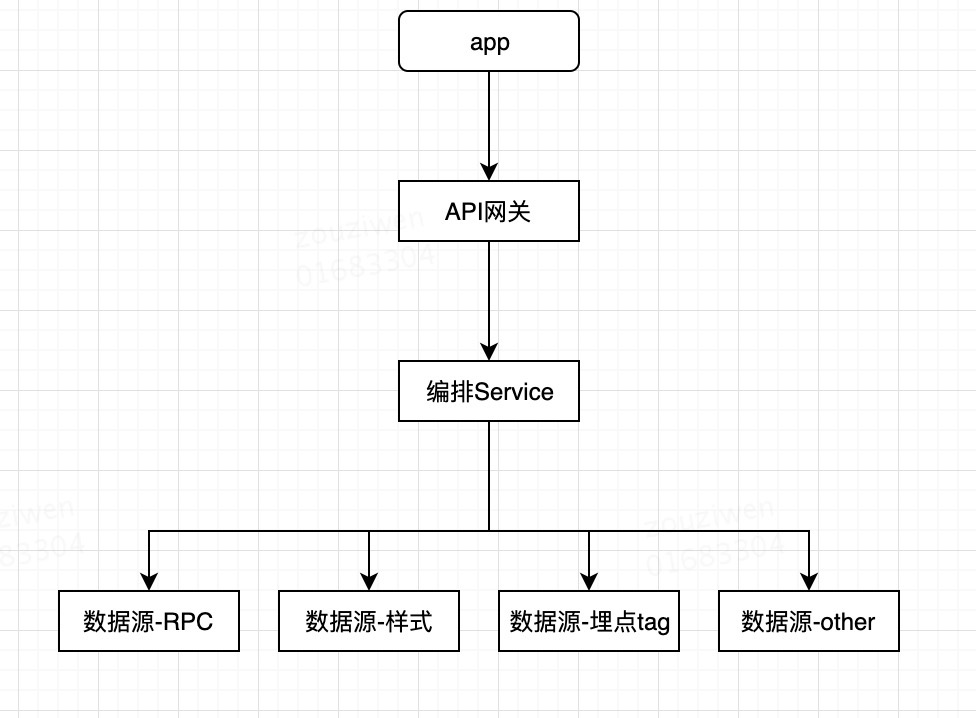 app
API网关
zouziwen
01683304
编排Service
ziwen
83304
zouziwen
01683304
数据源-RPC
数据源-样式
数据源-埋点tag
数据源-other